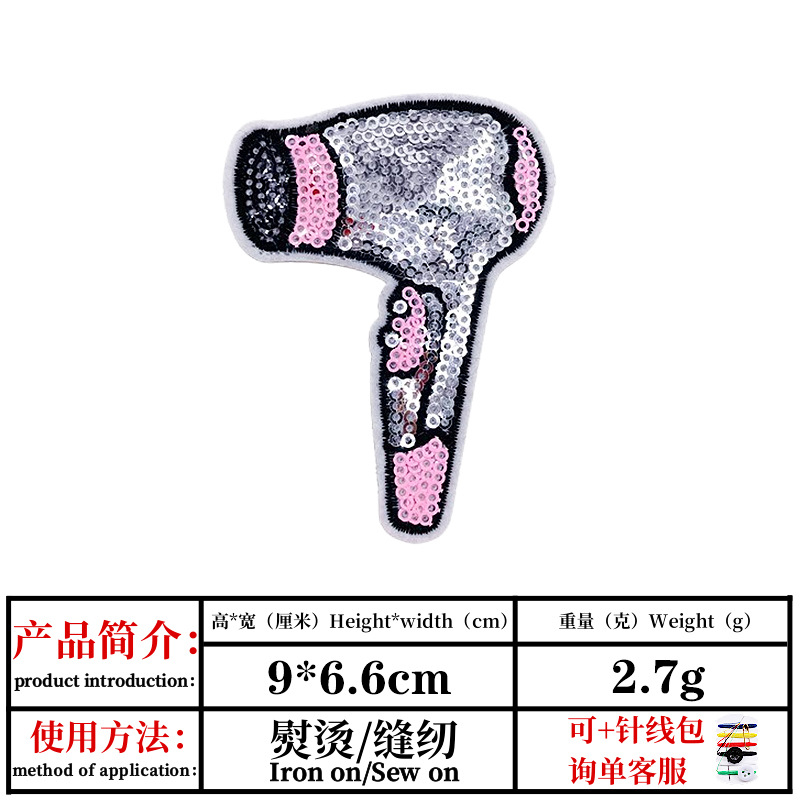 产品简介:
product introduction:
高*宽（厘米）Height*width（cm）
重量（克）Weight（g）
9*6.6cm
2.7g
使用方法:
method of application:
熨烫/缝纫
Iron on/Sew on
可+针线包
询单客服